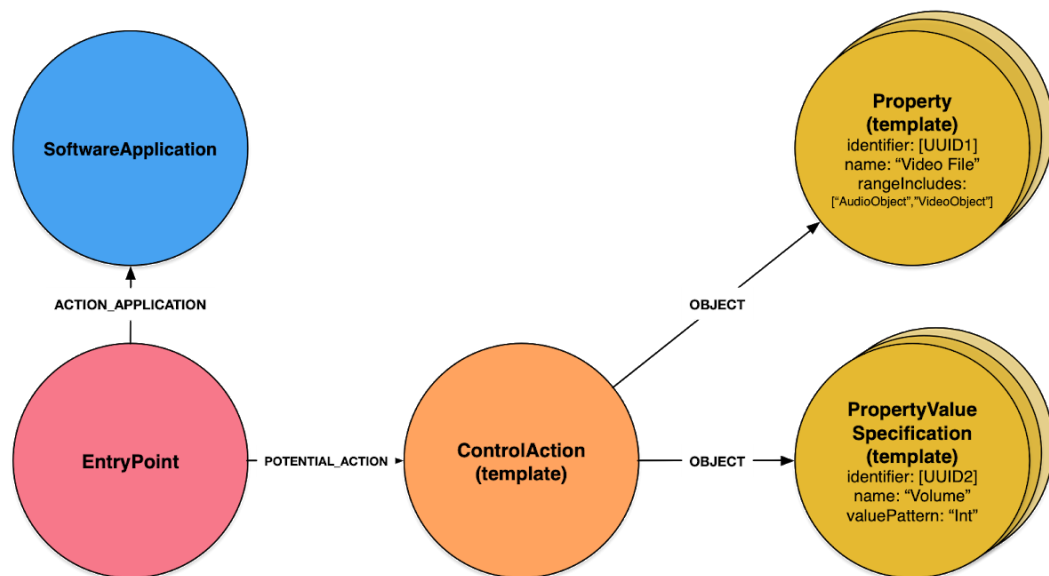 SoftwareApplication
Property
(template)
identifier: [UUID1]
name: “Video File”
rangeIncludes:
[“AudioObject”,”VideoObject”]
ACTION_APPLICATION
OBJECT
EntryPoint
POTENTIAL_ACTION
ControlAction
(template)
OBJECT
PropertyValue
Specification
(template)
identifier: [UUID2]
name: “Volume”
valuePattern: “Int”